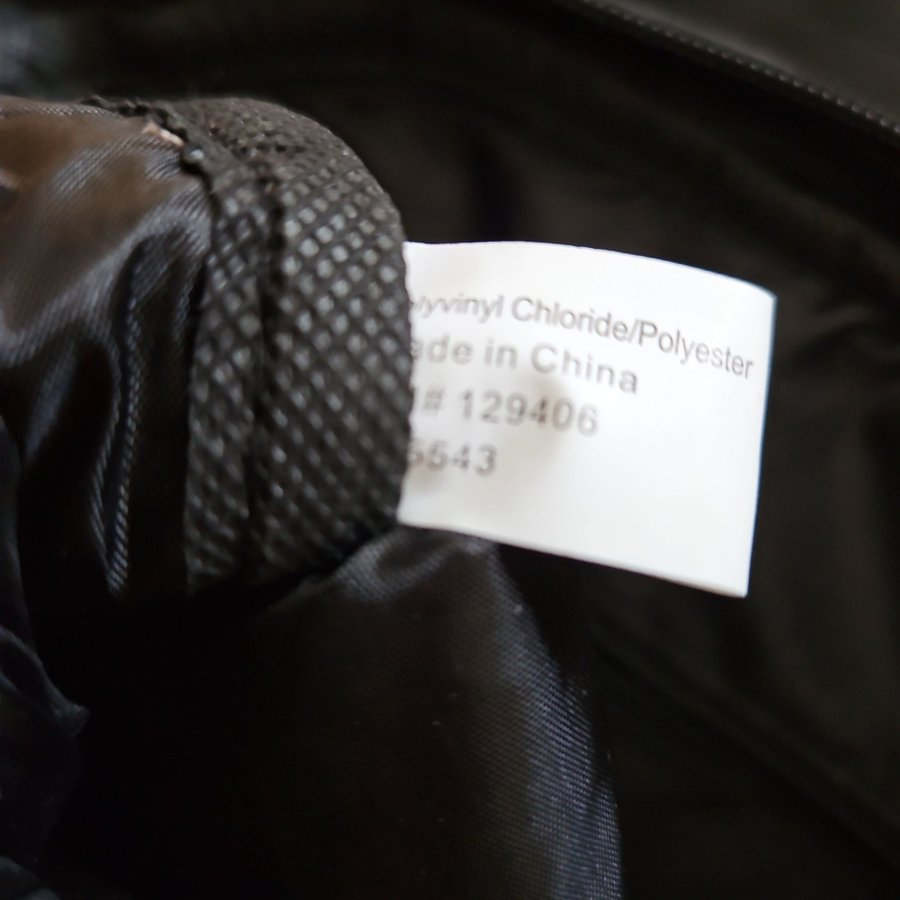 lyvinyl Chloride/Polyester
ade in China
# 129406
5543